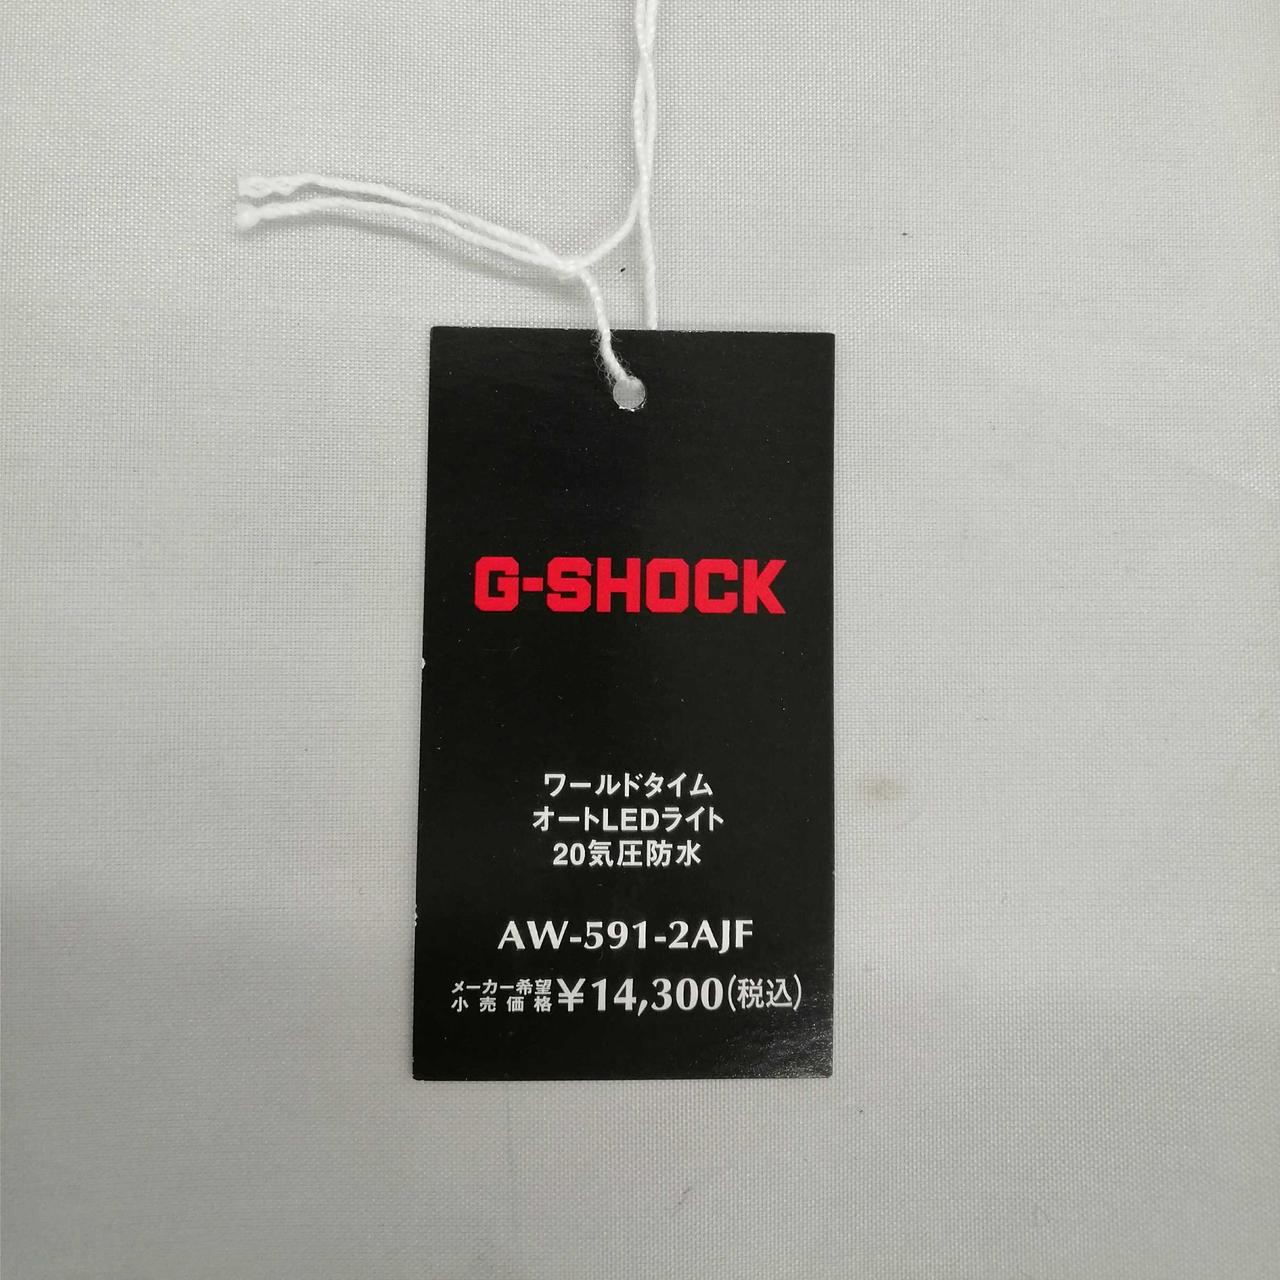 G-SHOCK
ワールドタイム
オートLEDライト
20気圧防水
AW-591-2AJF
メーカー希望
小売価格 ¥14,300(税込)